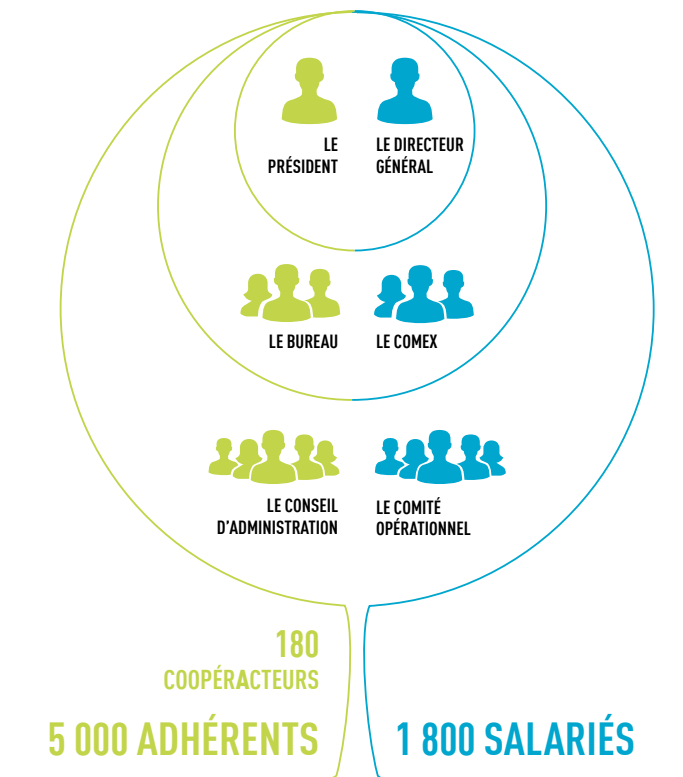 LE
PRÉSIDENT
LE DIRECTEUR
GÉNÉRAL
LE BUREAU
LE COMEX
LE CONSEIL
D'ADMINISTRATION
LE COMITÉ
OPÉRATIONNEL
180
COOPÉRACTEURS
5 000 ADHÉRENTS
1 800 SALARIÉS